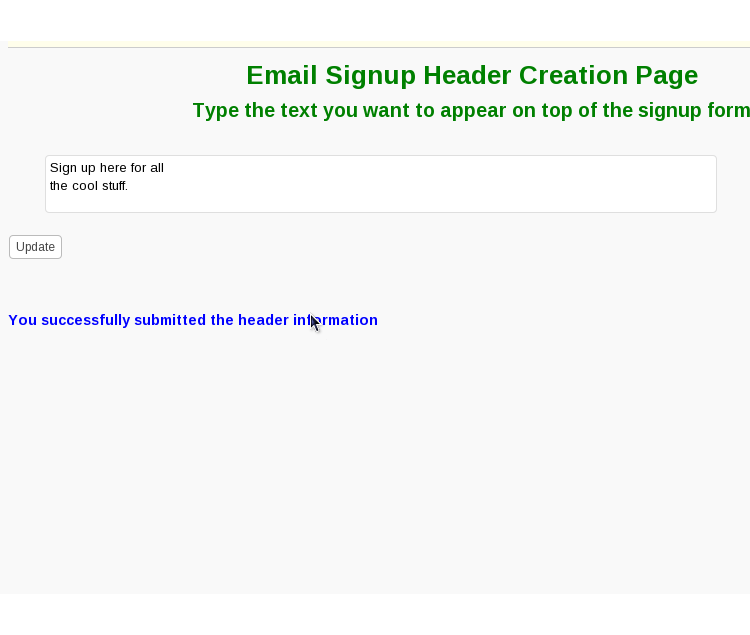 Email Signup Header Creation Page
Type the text you want to appear on top of the signup form
Sign up here for all
the cool stuff.
Update
You successfully submitted the header information